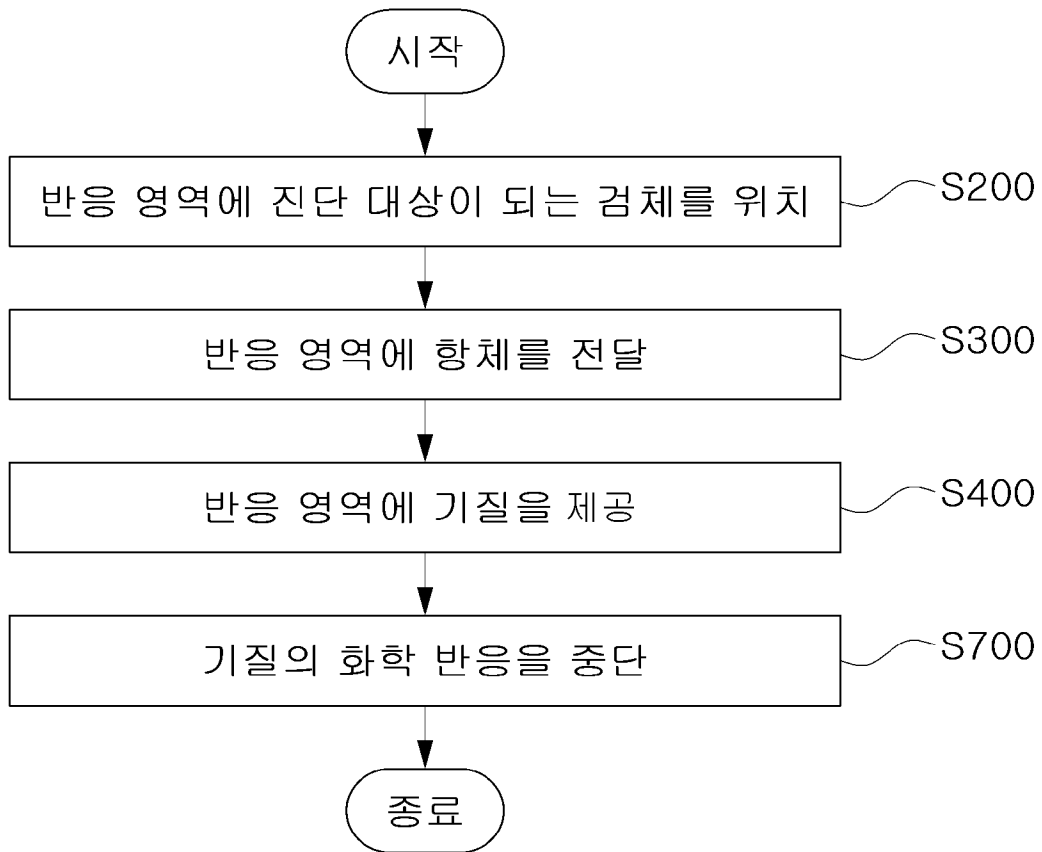 시작
반응 영역에 진단 대상이 되는 검체를 위치
S200
반응 영역에 항체를 전달
S300
반응 영역에 기질을 제공
S400
기질의 화학 반응을 중단
S700
종료